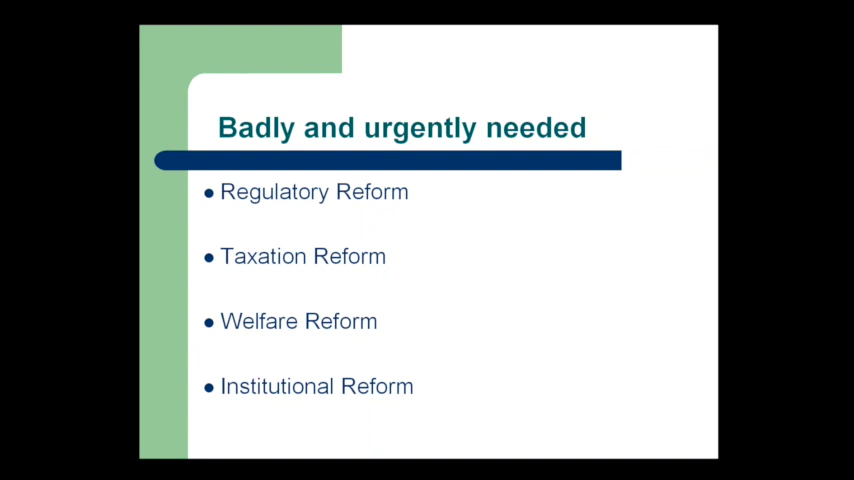 Badly and urgently needed
Regulatory Reform
Taxation Reform
Welfare Reform
Institutional Reform